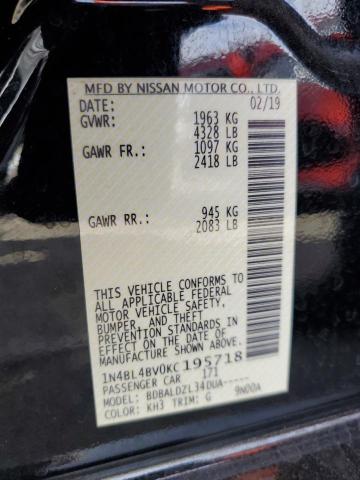 MFD BY NISSAN MOTOR CO., LTD.
DATE: 02/19
GVWR: 1963 KG
4328 LB
GAWR FR.: 1097 KG
2418 LB
GAWR RR.: 945 KG
2083 LB
THIS VEHICLE CONFORMS TO
ALL APPLICABLE FEDERAL
MOTOR VEHICLE SAFETY,
BUMPER, AND THEFT
PREVENTION STANDARDS
IN EFFECT ON THE DATE OF
MANUFACTURE SHOWN ABOVE.
1N4BL4BV0KC195718
PASSENGER CAR 171
MODEL: BDBALDZL34DUA-----
COLOR: KH3 TRIM: G 9N00A